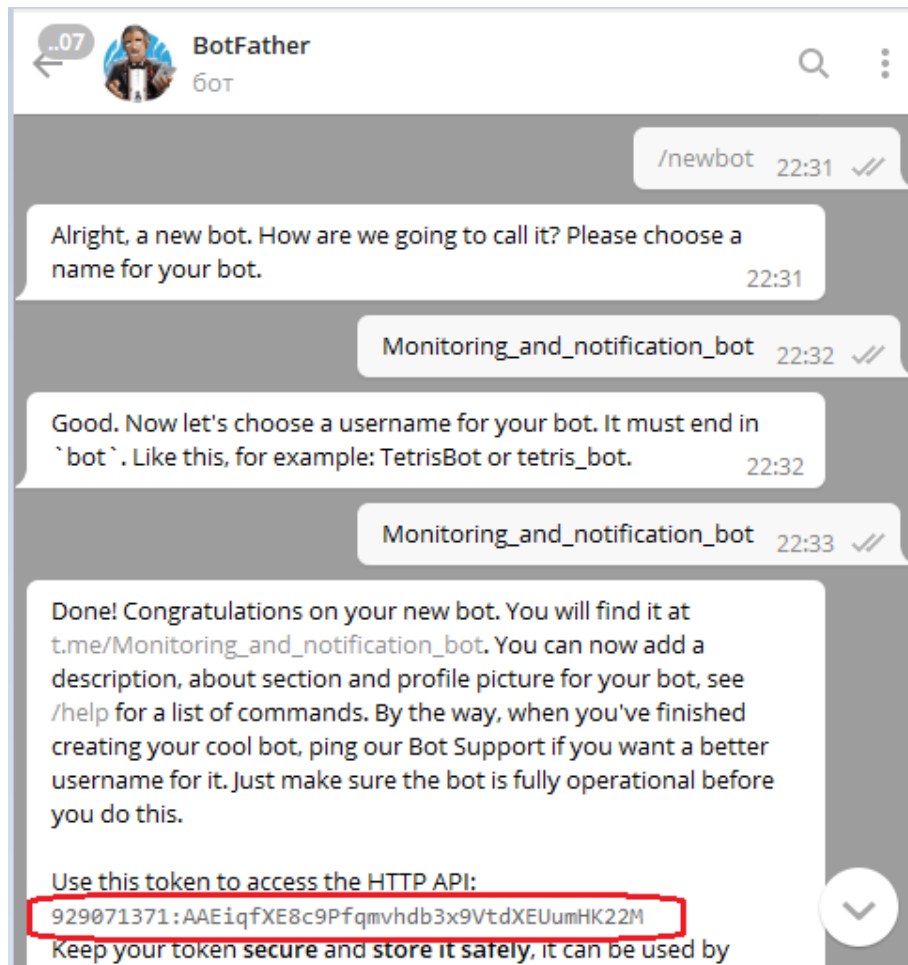 ..07
BotFather
бот
/newbot 22:31
Alright, a new bot. How are we going to call it? Please choose a
name for your bot.
22:31
Monitoring_and_notification_bot 22:32
Good. Now let's choose a username for your bot. It must end in
`bot`. Like this, for example: TetrisBot or tetris_bot.
22:32
Monitoring_and_notification_bot 22:33
Done! Congratulations on your new bot. You will find it at
t.me/Monitoring_and_notification_bot. You can now add a
description, about section and profile picture for your bot, see
/help for a list of commands. By the way, when you've finished
creating your cool bot, ping our Bot Support if you want a better
username for it. Just make sure the bot is fully operational before
you do this.
Use this token to access the HTTP API:
929071371:AAEiqfXE8c9Pfqmvhdb3x9VtdXEUumHK22M
Keep your token secure and store it safely, it can be used by